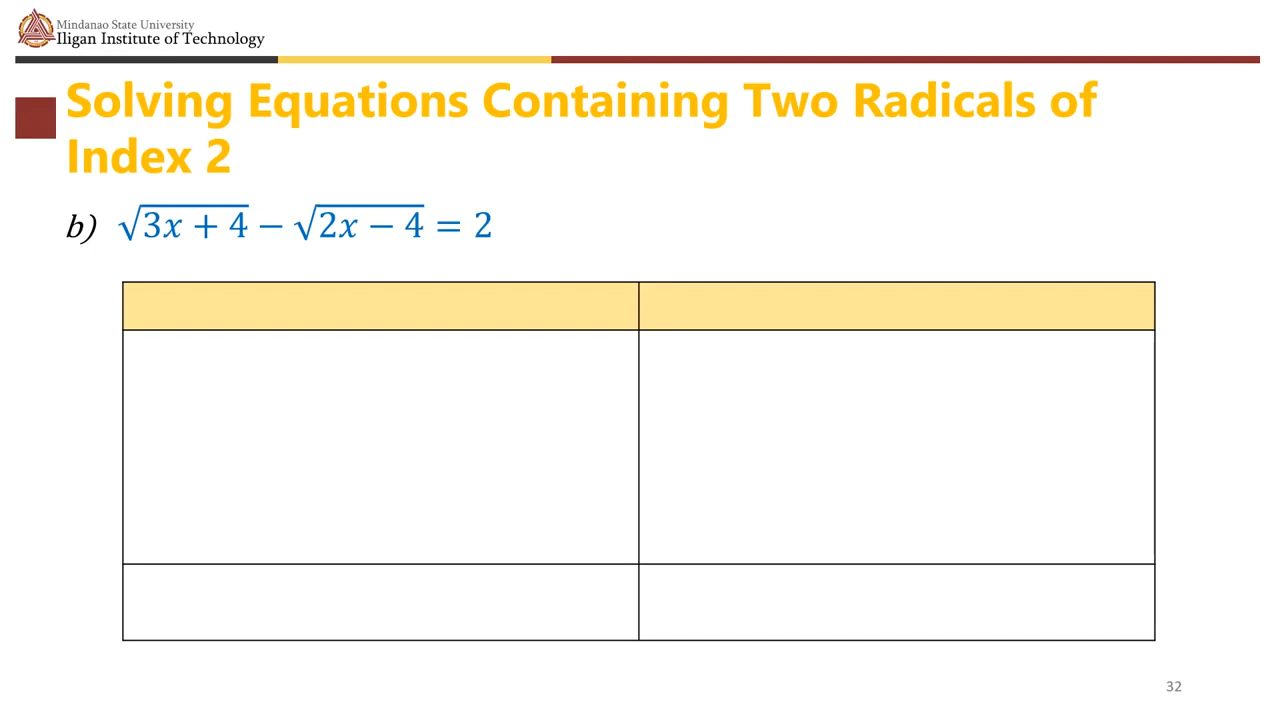 Mindanao State University
Iligan Institute of Technology
Solving Equations Containing Two Radicals of
Index 2
b) √(3x + 4) − √(2x − 4) = 2
32